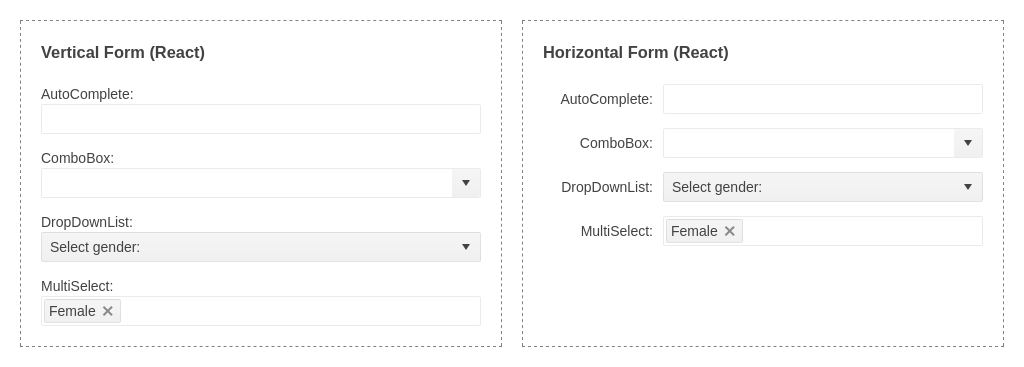 Vertical Form (React)
AutoComplete:
ComboBox:
DropDownList:
Select gender:
MultiSelect:
Female
Horizontal Form (React)
AutoComplete:
ComboBox:
DropDownList: Select gender:
MultiSelect: Female